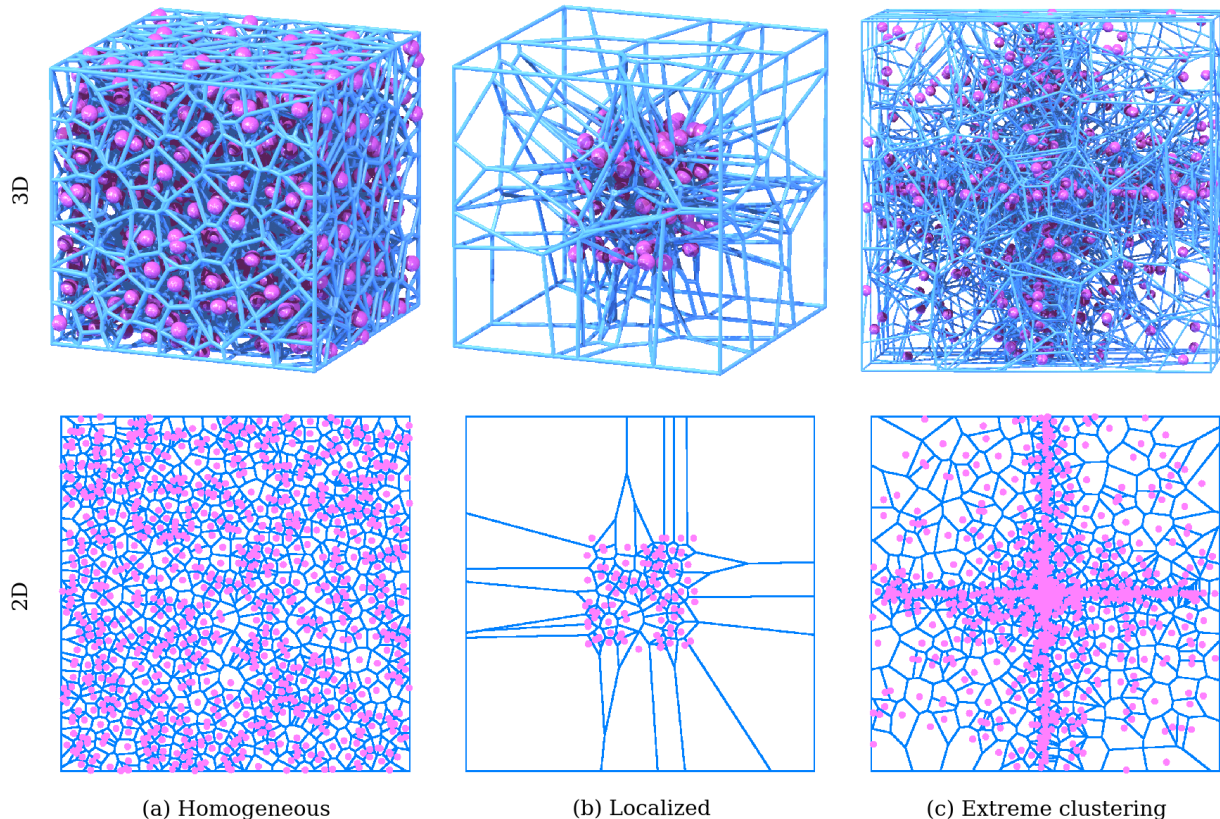 3D
2D
(a) Homogeneous
(b) Localized
(c) Extreme clustering